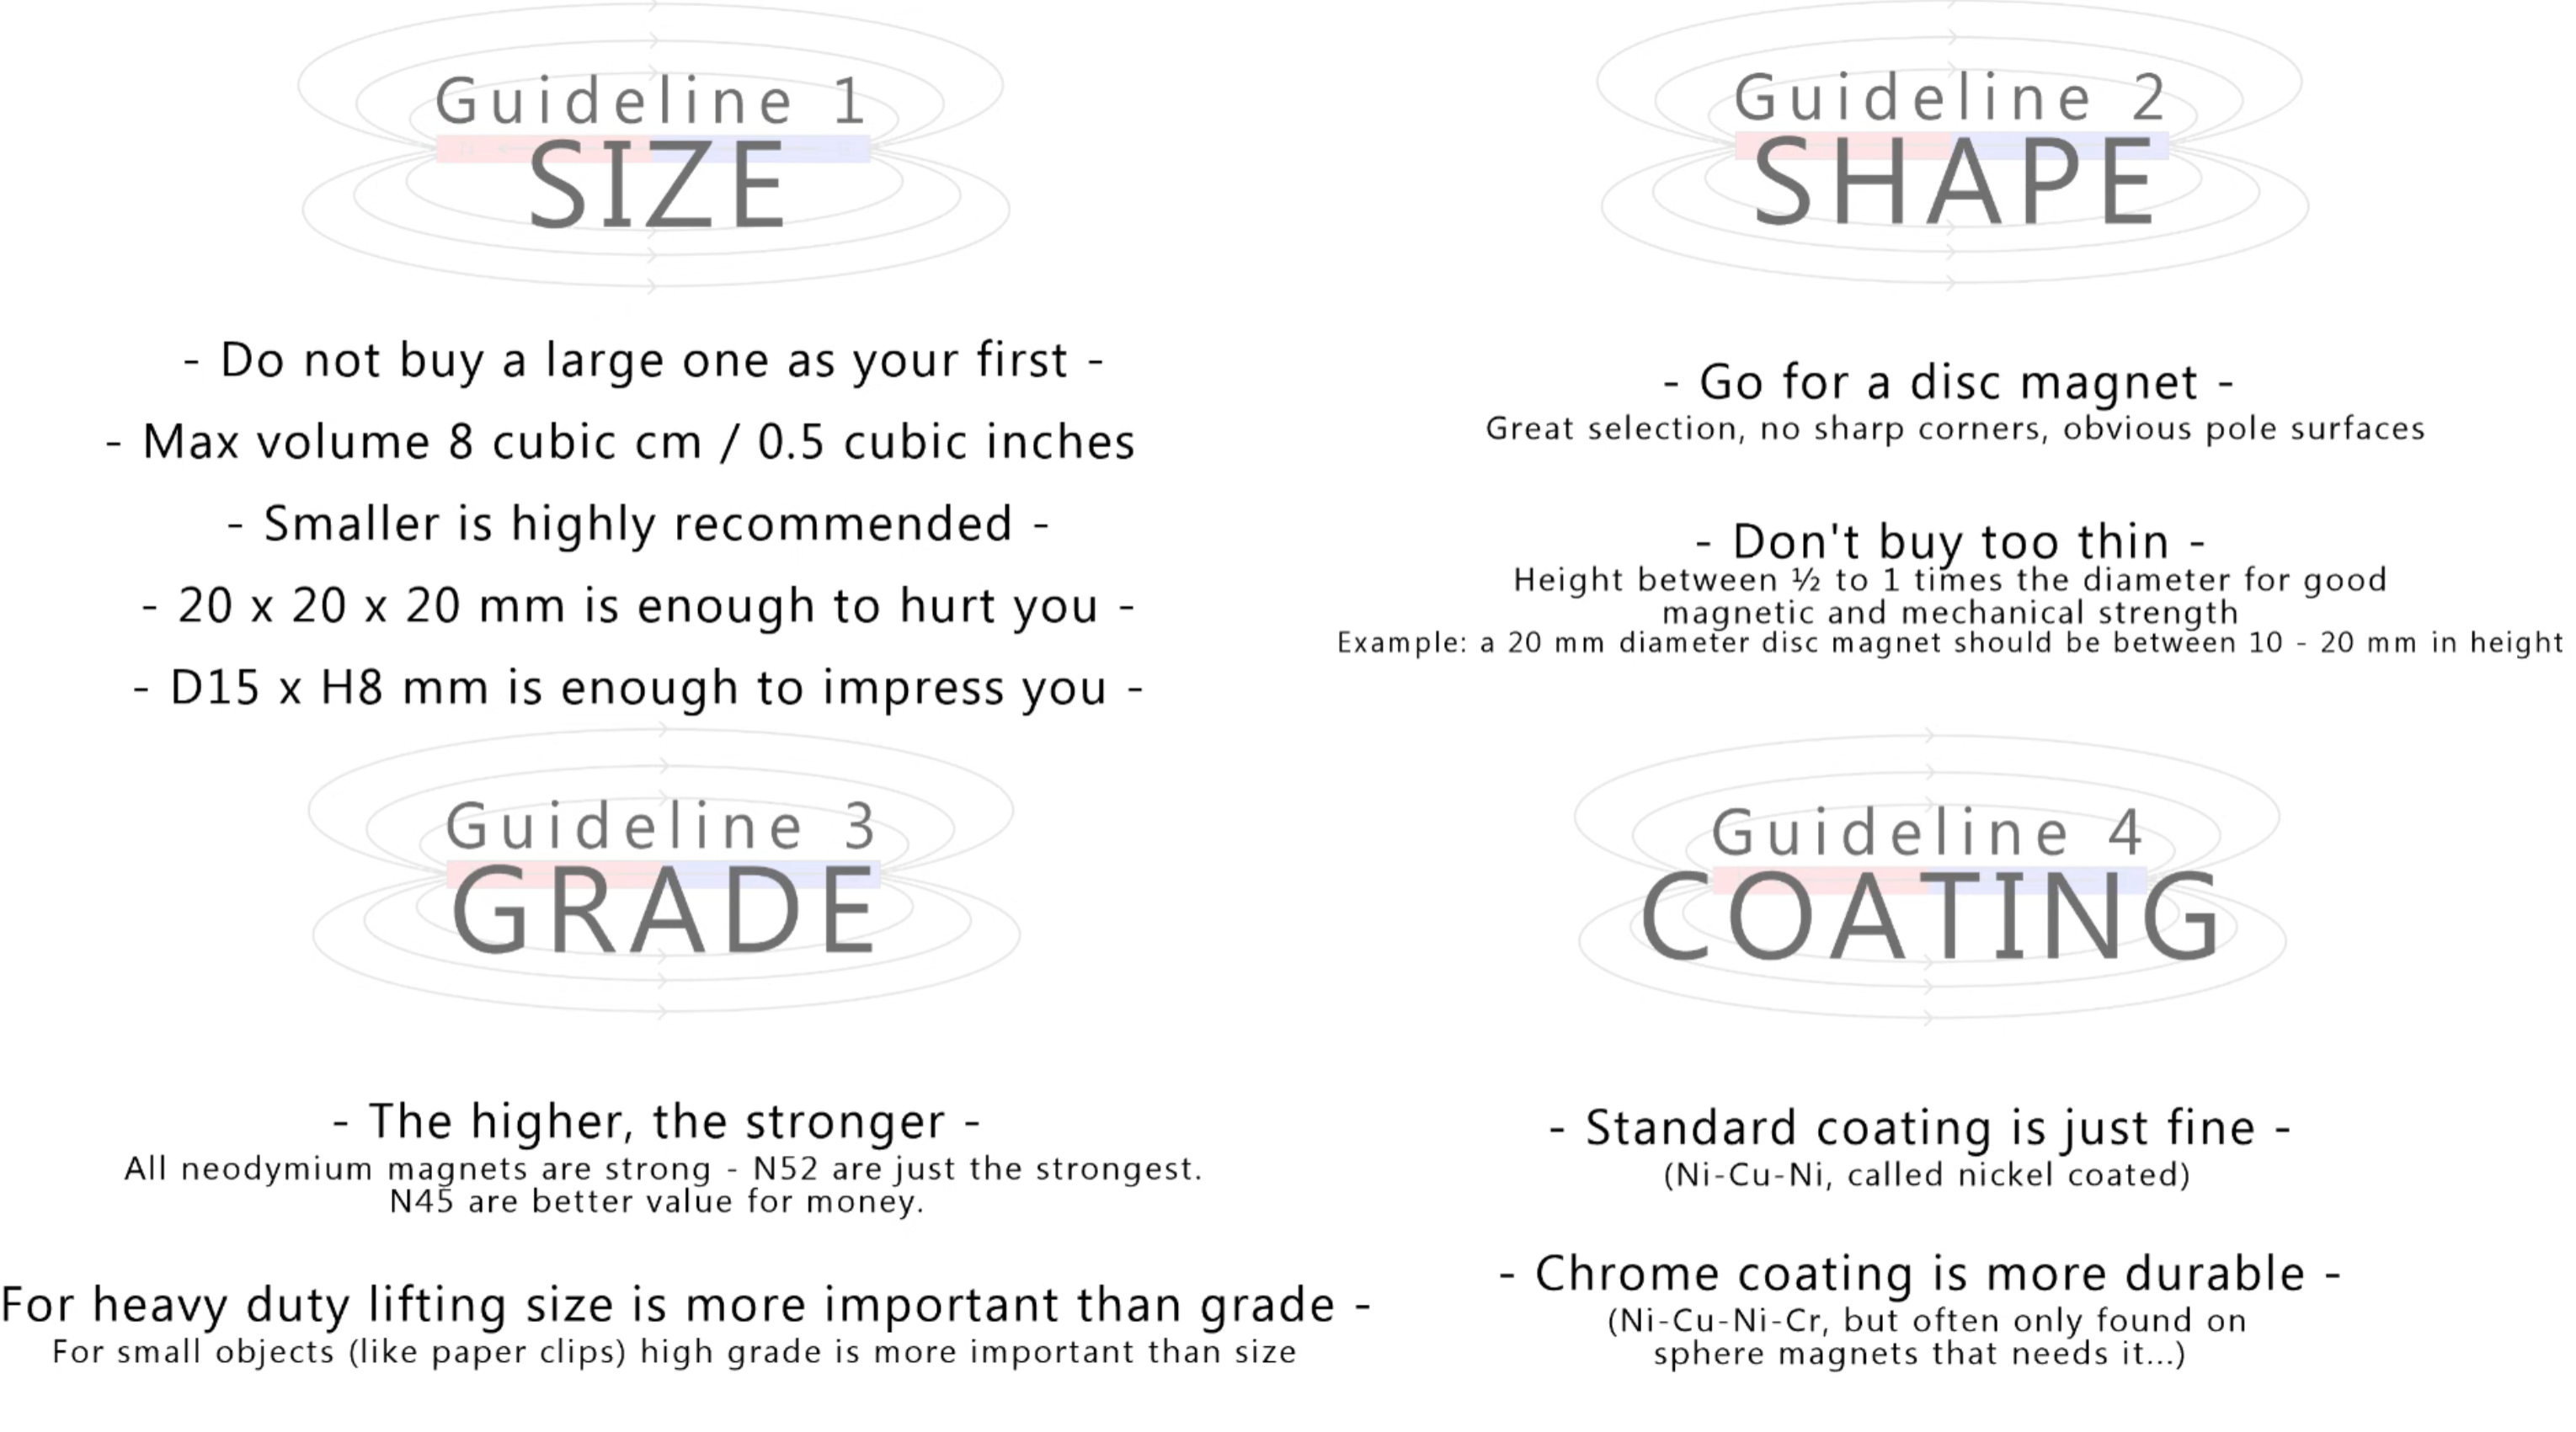 Guideline 1
SIZE
- Do not buy a large one as your first -
- Max volume 8 cubic cm / 0.5 cubic inches
- Smaller is highly recommended -
- 20 x 20 x 20 mm is enough to hurt you -
- D15 x H8 mm is enough to impress you -
Guideline 2
SHAPE
- Go for a disc magnet -
Great selection, no sharp corners, obvious pole surfaces
- Don't buy too thin -
Height between ½ to 1 times the diameter for good
magnetic and mechanical strength
Example: a 20 mm diameter disc magnet should be between 10 - 20 mm in height
Guideline 3
GRADE
- The higher, the stronger -
All neodymium magnets are strong - N52 are just the strongest.
N45 are better value for money.
For heavy duty lifting size is more important than grade -
For small objects (like paper clips) high grade is more important than size
Guideline 4
COATING
- Standard coating is just fine -
(Ni-Cu-Ni, called nickel coated)
- Chrome coating is more durable -
(Ni-Cu-Ni-Cr, but often only found on
sphere magnets that needs it...)